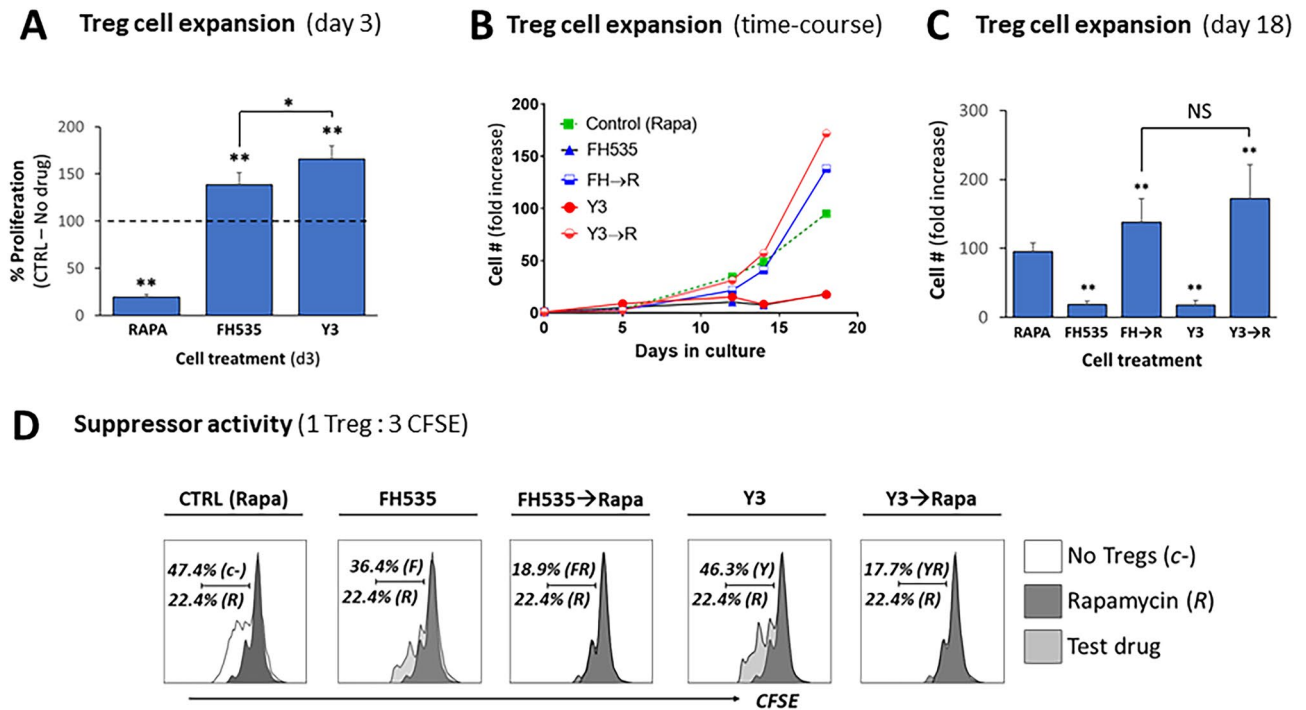 A Treg cell expansion (day 3)
200
150
100
50
0
% Proliferation
(CTRL – No drug)
**
**
*
**
RAPA FH535 Y3
Cell treatment (d3)
B Treg cell expansion (time-course)
200
150
100
50
0
Cell # (fold increase)
Control (Rapa)
FH535
FH→R
Y3
Y3→R
0 5 10 15 20
Days in culture
C Treg cell expansion (day 18)
300
200
100
0
Cell # (fold increase)
NS
**
**
**
**
RAPA FH535 FH→R Y3 Y3→R
Cell treatment
D Suppressor activity (1 Treg : 3 CFSE)
CTRL (Rapa) FH535 FH535→Rapa Y3 Y3→Rapa
47.4% (c-) 36.4% (F) 18.9% (FR) 46.3% (Y) 17.7% (YR)
22.4% (R) 22.4% (R) 22.4% (R) 22.4% (R) 22.4% (R)
No Tregs (c-)
Rapamycin (R)
Test drug
CFSE